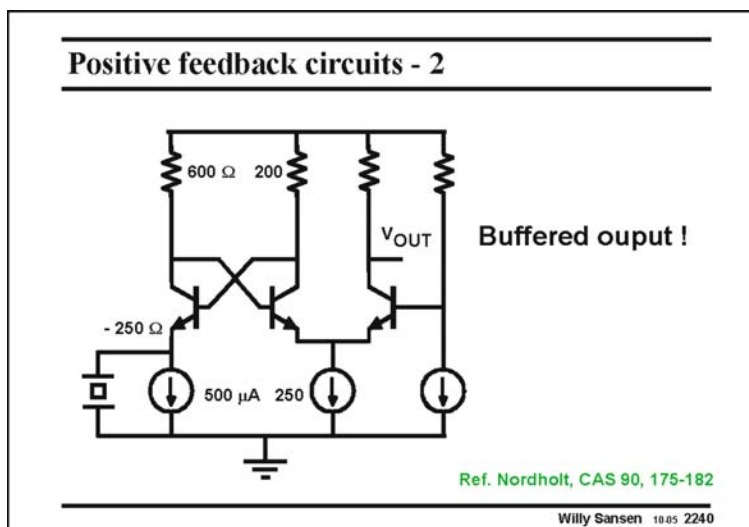 Positive feedback circuits - 2
600 Ω 200
VOUT
Buffered ouput !
- 250 Ω
500 μA 250
Ref. Nordholt, CAS 90, 175-182
Willy Sansen 10-05 2240